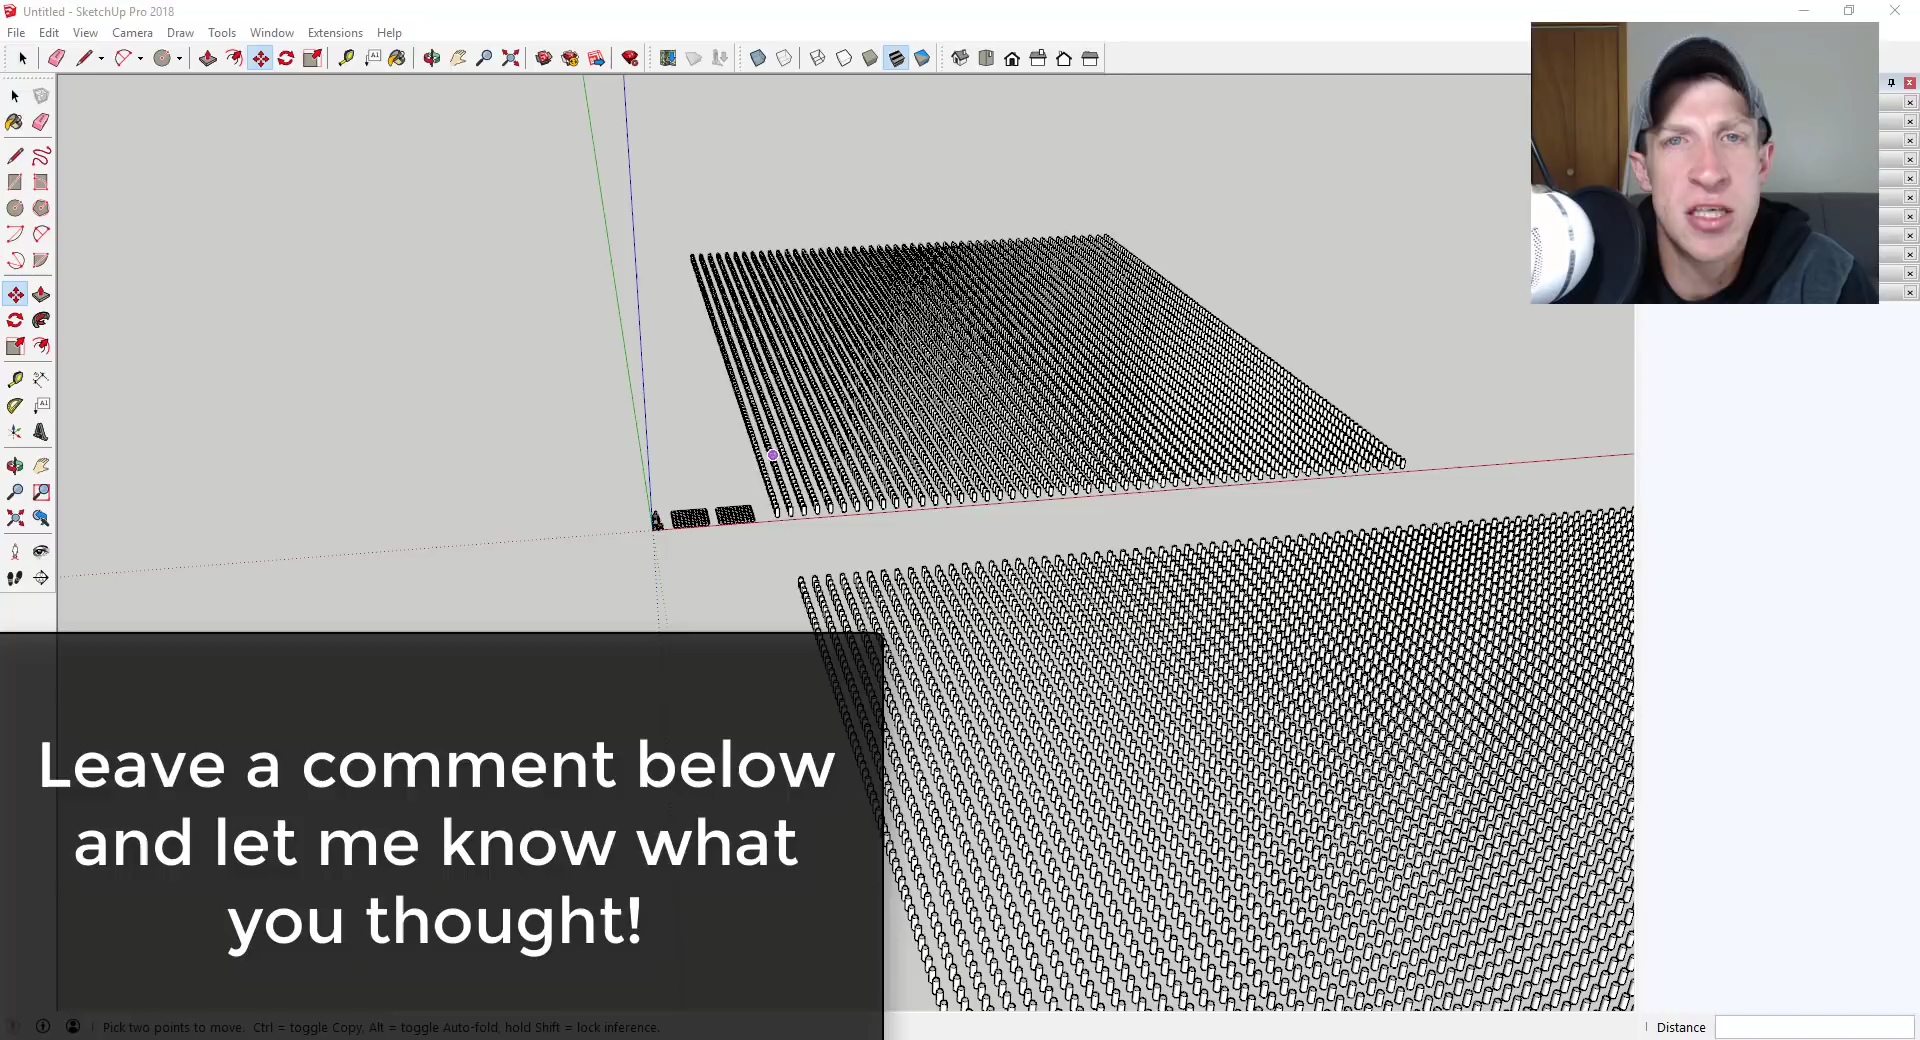 Untitled - SketchUp Pro 2018
File Edit View Camera Draw Tools Window Extensions Help
Leave a comment below
and let me know what
you thought!
Pick two points to move. Ctrl = toggle Copy, Alt = toggle Auto-fold, hold Shift = lock inference.
Distance